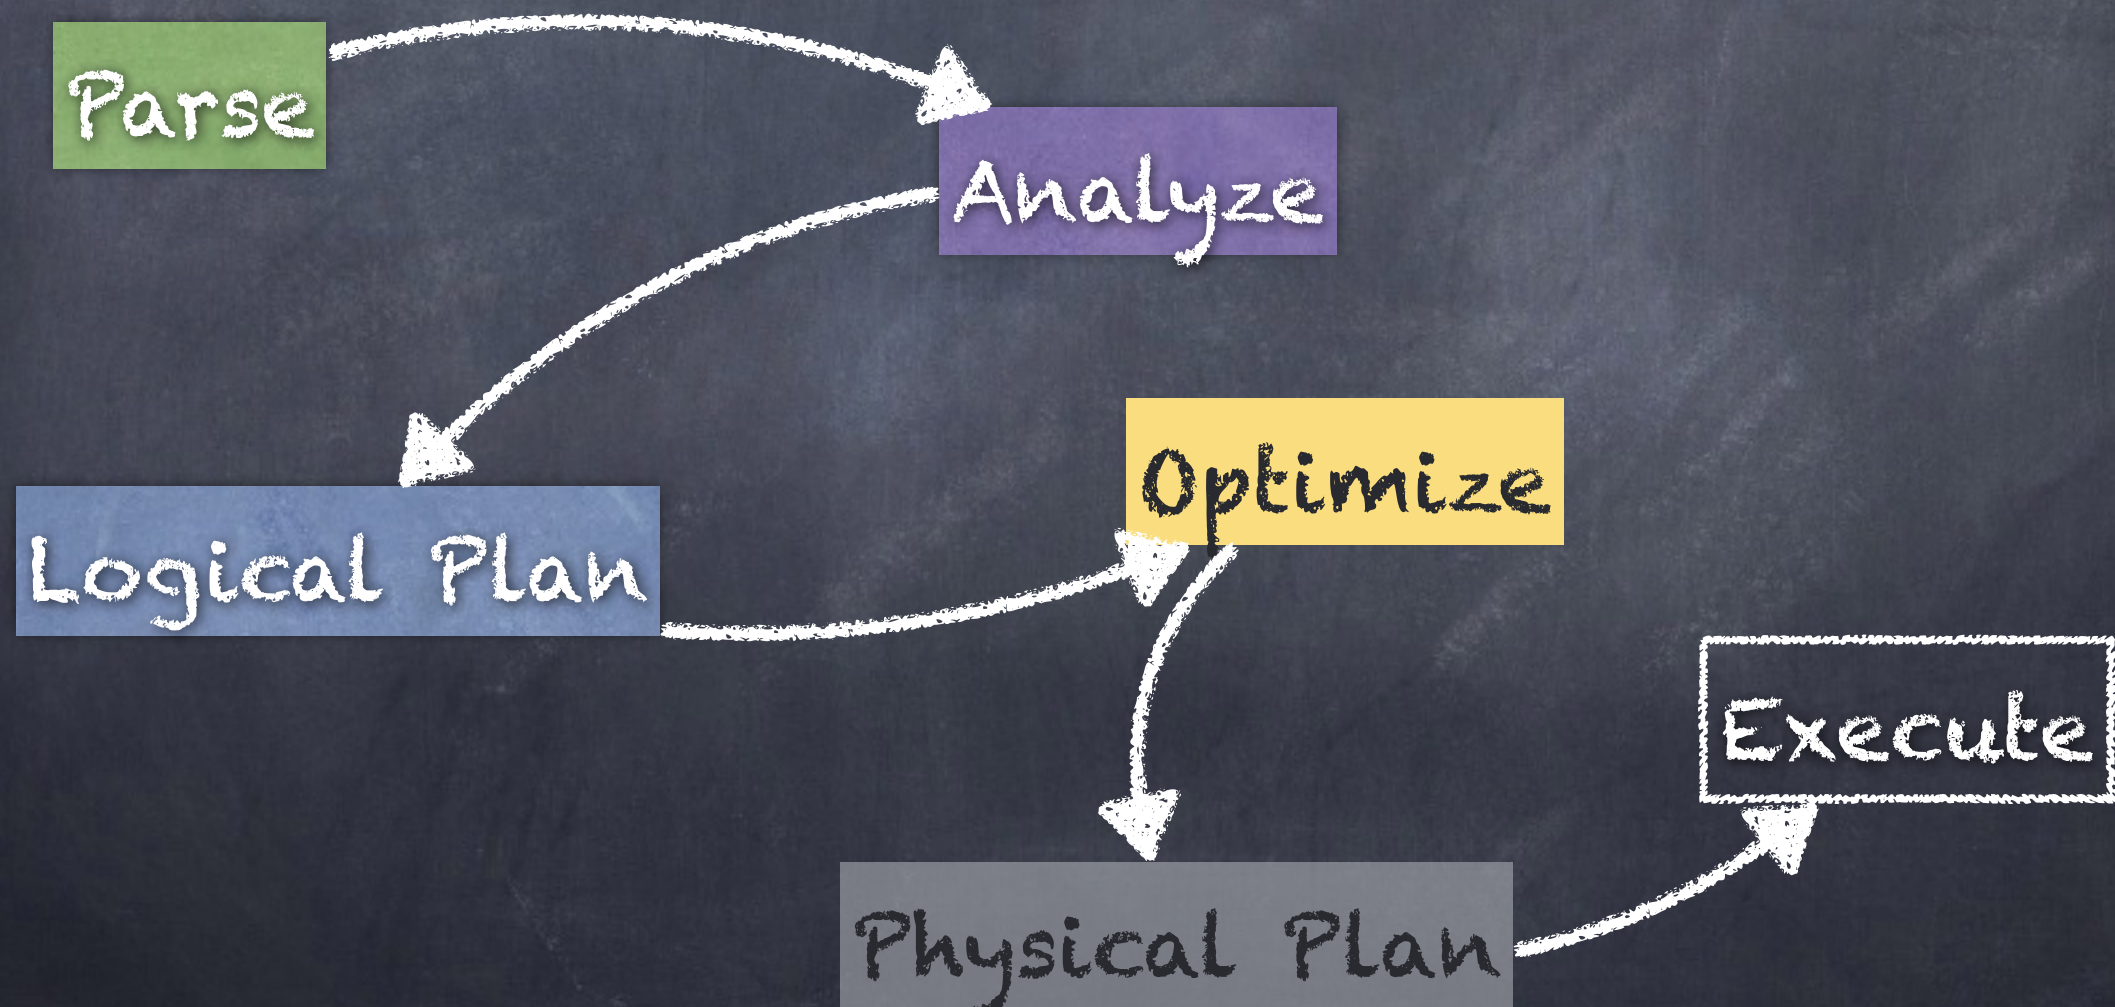 Parse
Analyze
Logical Plan
Optimize
Physical Plan
Execute